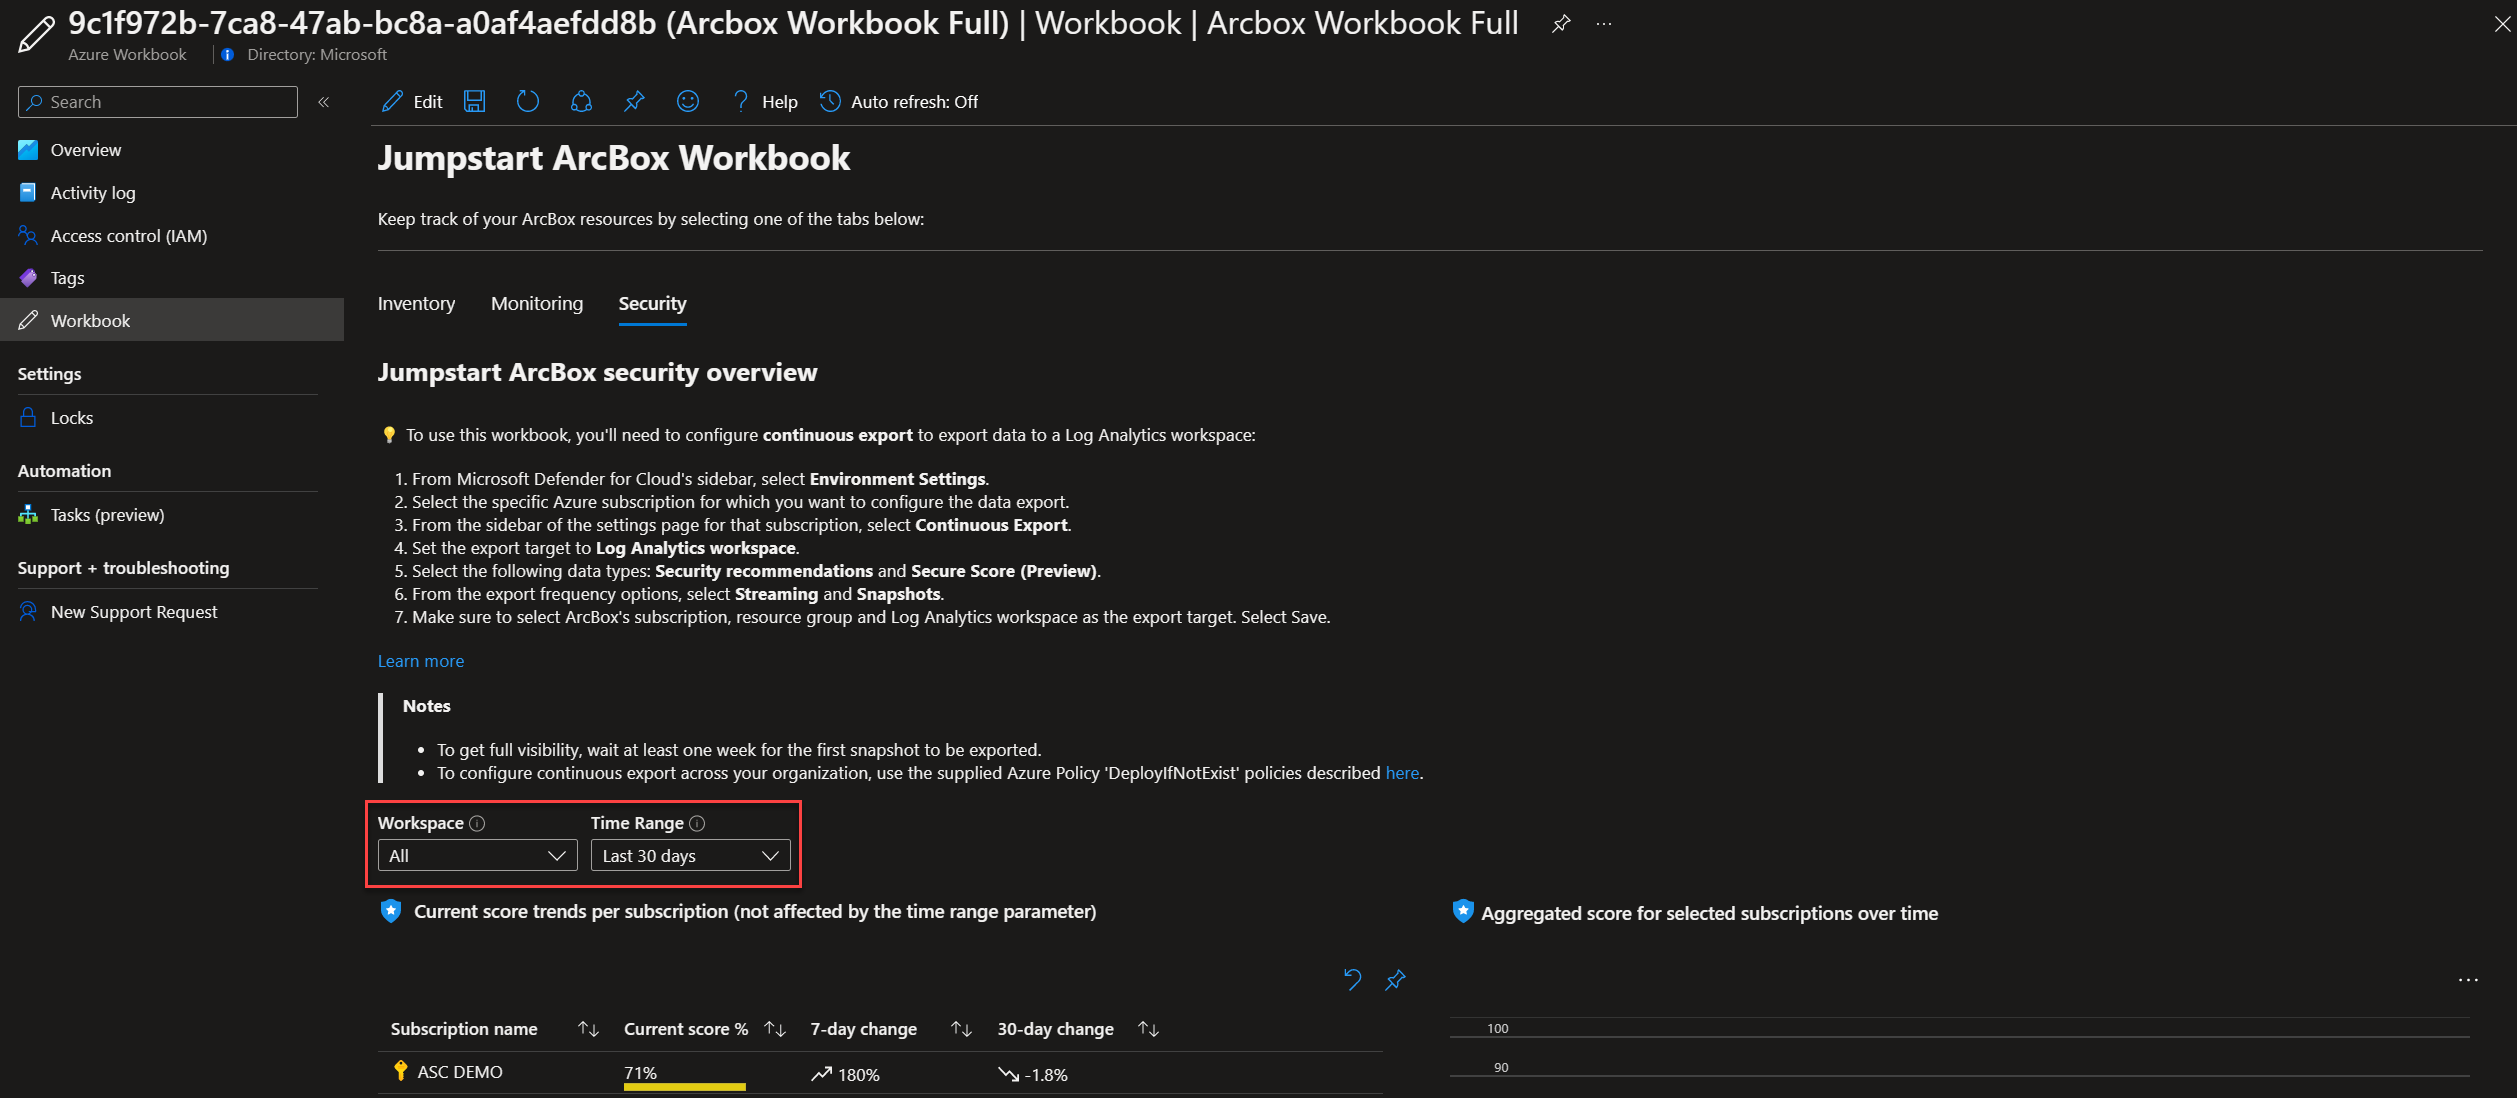 9c1f972b-7ca8-47ab-bc8a-a0af4aefdd8b (Arcbox Workbook Full) | Workbook | Arcbox Workbook Full
Azure Workbook
Directory: Microsoft
Search
Overview
Activity log
Access control (IAM)
Tags
Workbook
Settings
Locks
Automation
Tasks (preview)
Support + troubleshooting
New Support Request
Edit
Help
Auto refresh: Off
Jumpstart ArcBox Workbook
Keep track of your ArcBox resources by selecting one of the tabs below:
Inventory
Monitoring
Security
Jumpstart ArcBox security overview
To use this workbook, you'll need to configure continuous export to export data to a Log Analytics workspace:
1. From Microsoft Defender for Cloud's sidebar, select Environment Settings.
2. Select the specific Azure subscription for which you want to configure the data export.
3. From the sidebar of the settings page for that subscription, select Continuous Export.
4. Set the export target to Log Analytics workspace.
5. Select the following data types: Security recommendations and Secure Score (Preview).
6. From the export frequency options, select Streaming and Snapshots.
7. Make sure to select ArcBox's subscription, resource group and Log Analytics workspace as the export target. Select Save.
Learn more
Notes
• To get full visibility, wait at least one week for the first snapshot to be exported.
• To configure continuous export across your organization, use the supplied Azure Policy 'DeployIfNotExist' policies described here.
Workspace
Time Range
All
Last 30 days
Current score trends per subscription (not affected by the time range parameter)
Subscription name
Current score %
7-day change
30-day change
ASC DEMO
71%
180%
-1.8%
Aggregated score for selected subscriptions over time
100
90